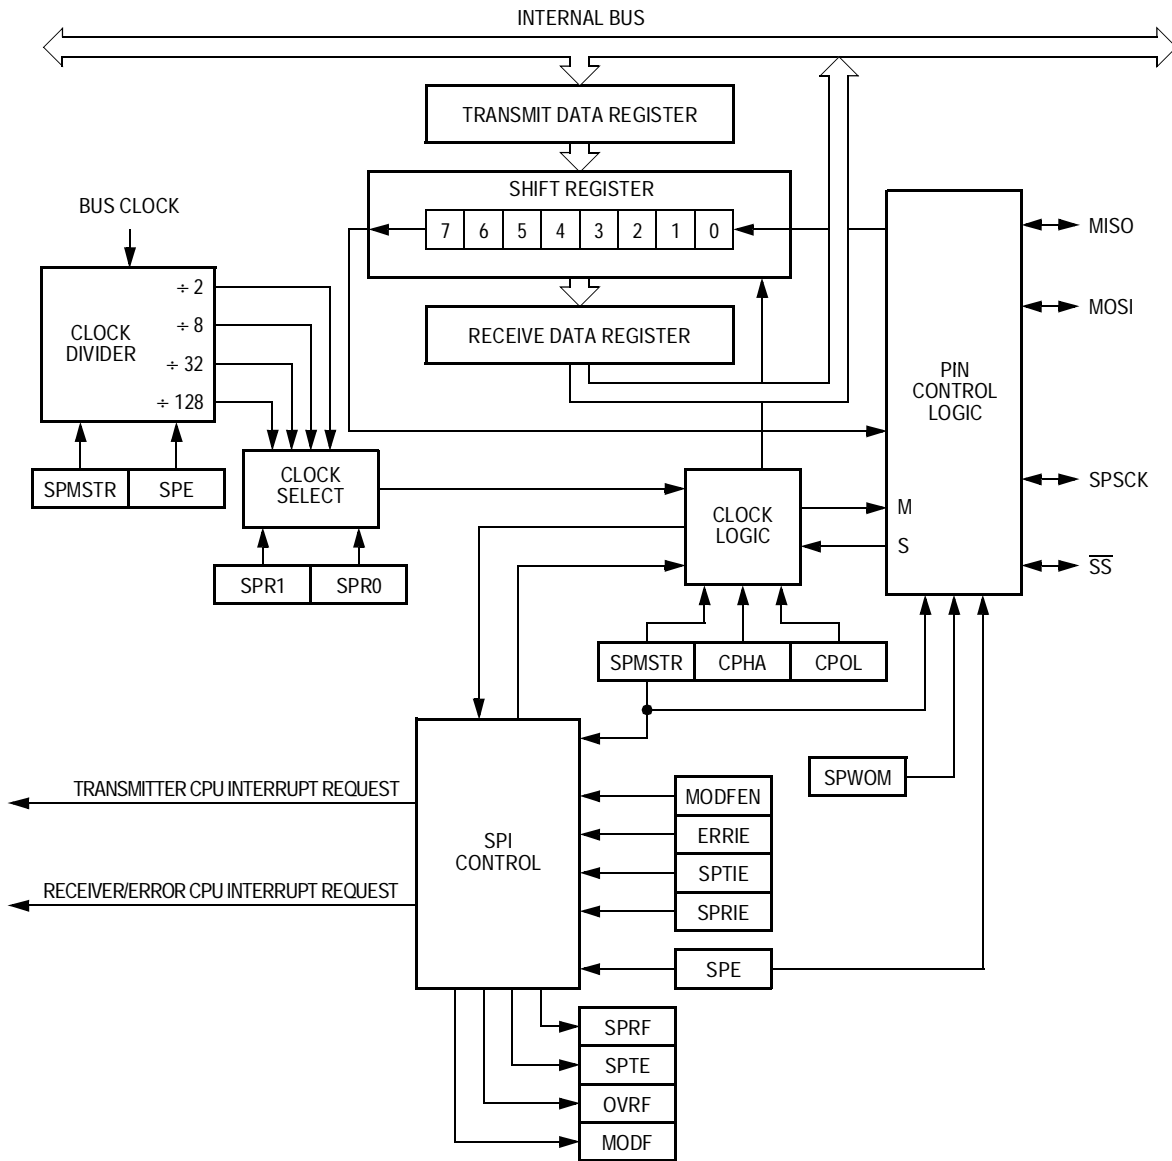 INTERNAL BUS
TRANSMIT DATA REGISTER
SHIFT REGISTER
7 6 5 4 3 2 1 0
RECEIVE DATA REGISTER
BUS CLOCK
CLOCK
DIVIDER
÷ 2
÷ 8
÷ 32
÷ 128
SPMSTR
SPE
CLOCK
SELECT
SPR1
SPR0
CLOCK
LOGIC
PIN
CONTROL
LOGIC
M
S
MISO
MOSI
SPSCK
S̅S̅
SPMSTR
CPHA
CPOL
SPWOM
TRANSMITTER CPU INTERRUPT REQUEST
RECEIVER/ERROR CPU INTERRUPT REQUEST
SPI
CONTROL
MODFEN
ERRIE
SPTIE
SPRIE
SPE
SPRF
SPTE
OVRF
MODF